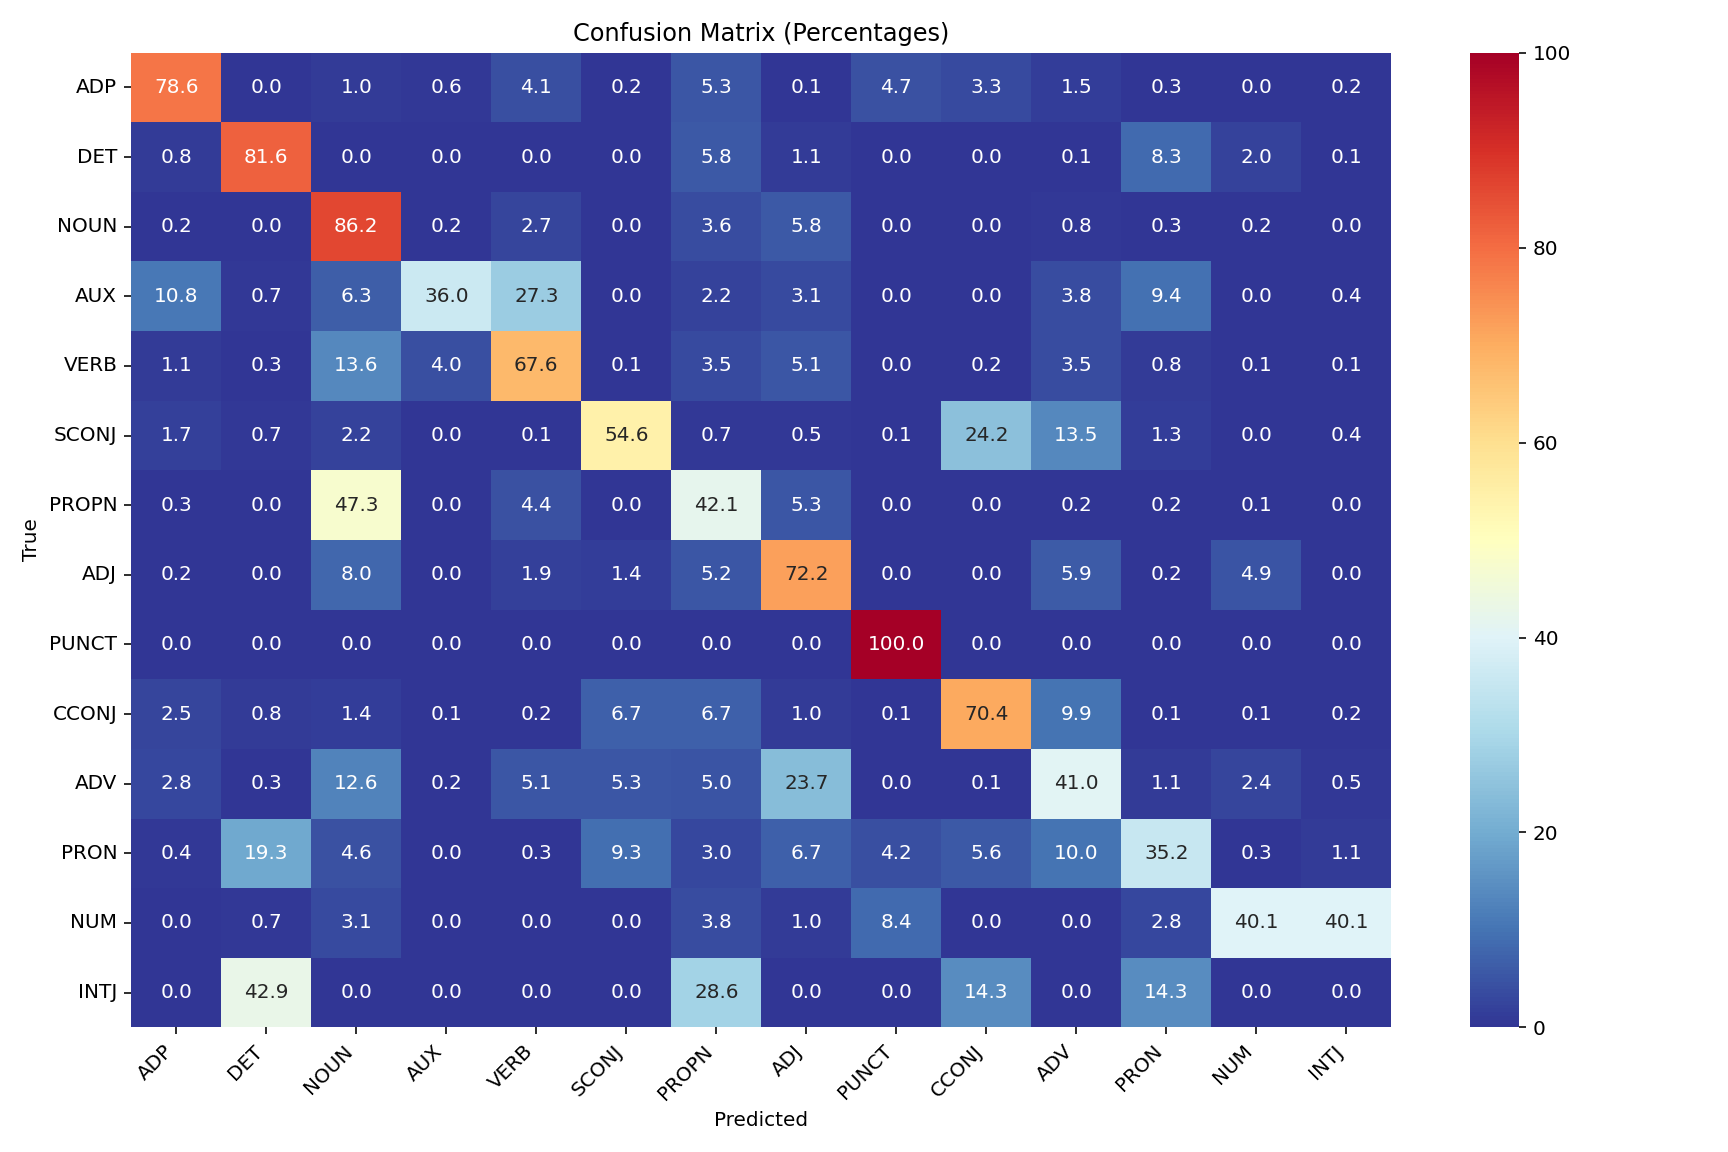 Confusion Matrix (Percentages)
ADP 78.6 0.0 1.0 0.6 4.1 0.2 5.3 0.1 4.7 3.3 1.5 0.3 0.0 0.2
DET 0.8 81.6 0.0 0.0 0.0 0.0 5.8 1.1 0.0 0.0 0.1 8.3 2.0 0.1
NOUN 0.2 0.0 86.2 0.2 2.7 0.0 3.6 5.8 0.0 0.0 0.8 0.3 0.2 0.0
AUX 10.8 0.7 6.3 36.0 27.3 0.0 2.2 3.1 0.0 0.0 3.8 9.4 0.0 0.4
VERB 1.1 0.3 13.6 4.0 67.6 0.1 3.5 5.1 0.0 0.2 3.5 0.8 0.1 0.1
SCONJ 1.7 0.7 2.2 0.0 0.1 54.6 0.7 0.5 0.1 24.2 13.5 1.3 0.0 0.4
PROPN 0.3 0.0 47.3 0.0 4.4 0.0 42.1 5.3 0.0 0.0 0.2 0.2 0.1 0.0
ADJ 0.2 0.0 8.0 0.0 1.9 1.4 5.2 72.2 0.0 0.0 5.9 0.2 4.9 0.0
PUNCT 0.0 0.0 0.0 0.0 0.0 0.0 0.0 0.0 100.0 0.0 0.0 0.0 0.0 0.0
CCONJ 2.5 0.8 1.4 0.1 0.2 6.7 6.7 1.0 0.1 70.4 9.9 0.1 0.1 0.2
ADV 2.8 0.3 12.6 0.2 5.1 5.3 5.0 23.7 0.0 0.1 41.0 1.1 2.4 0.5
PRON 0.4 19.3 4.6 0.0 0.3 9.3 3.0 6.7 4.2 5.6 10.0 35.2 0.3 1.1
NUM 0.0 0.7 3.1 0.0 0.0 0.0 3.8 1.0 8.4 0.0 0.0 2.8 40.1 40.1
INTJ 0.0 42.9 0.0 0.0 0.0 0.0 28.6 0.0 0.0 14.3 0.0 14.3 0.0 0.0
ADP DET NOUN AUX VERB SCONJ PROPN ADJ PUNCT CCONJ ADV PRON NUM INTJ
Predicted
True
100
80
60
40
20
0